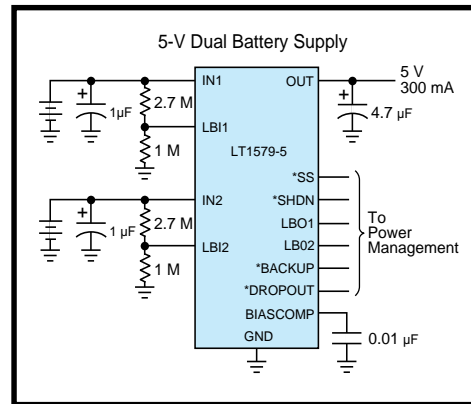 5-V Dual Battery Supply
IN1
OUT
5 V
300 mA
+
1µF
2.7 M
+
4.7 µF
LBI1
1 M
LT1579-5
*SS
*SHDN
IN2
LBO1
To
Power
Management
+
1 µF
2.7 M
LB02
LBI2
*BACKUP
1 M
*DROPOUT
BIASCOMP
GND
0.01 µF